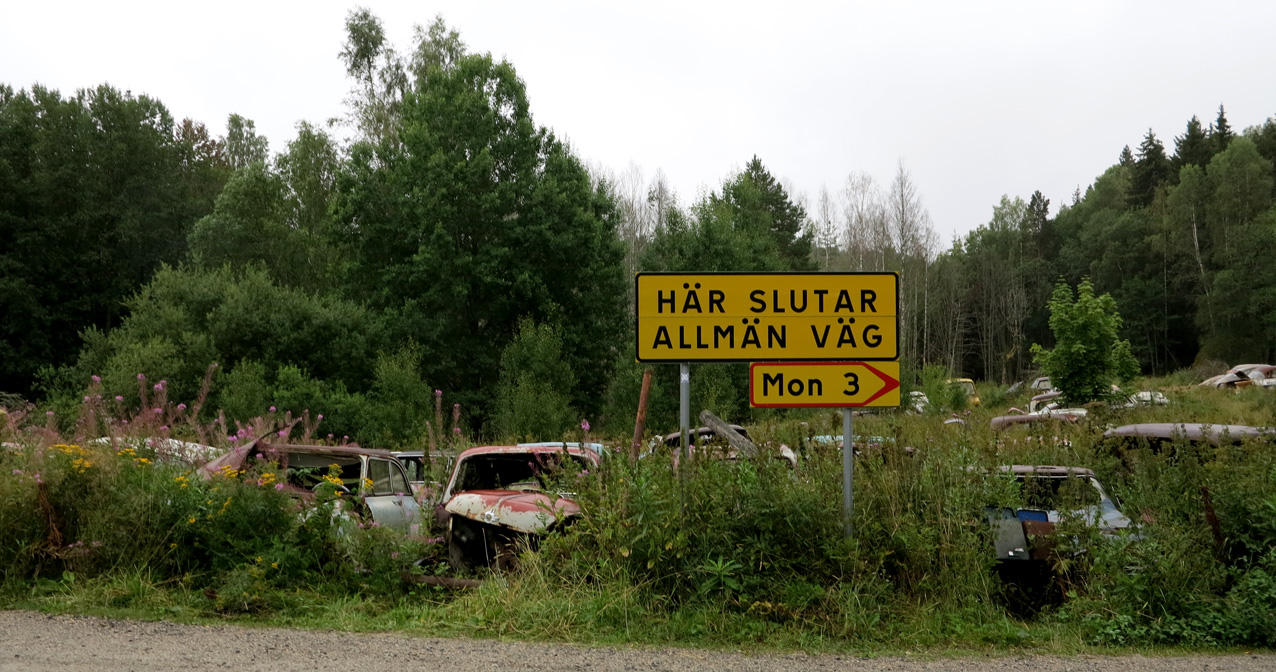 HÄR SLUTAR
ALLMÄN VÄG
Mon 3